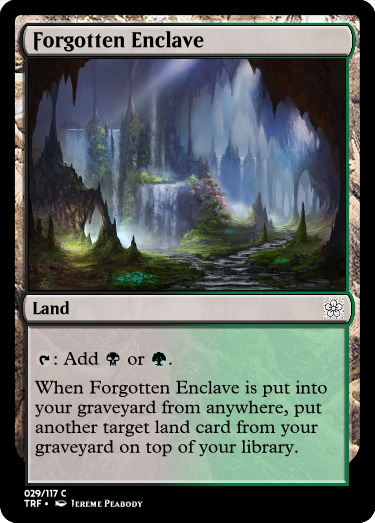 Forgotten Enclave
Land
: Add or .
When Forgotten Enclave is put into
your graveyard from anywhere, put
another target land card from your
graveyard on top of your library.
029/117 C
TRF • Jereme Peabody